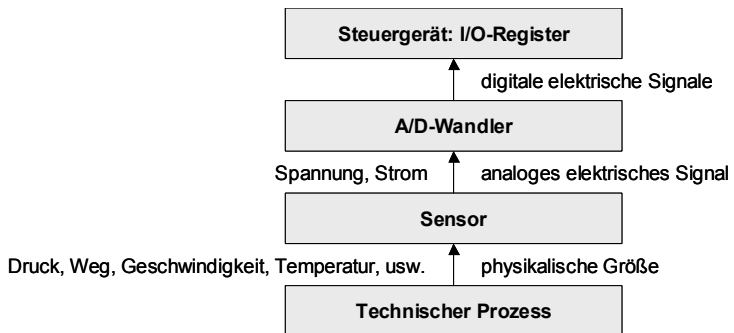 Steuergerät: I/O-Register
digitale elektrische Signale
A/D-Wandler
Spannung, Strom
analoges elektrisches Signal
Sensor
Druck, Weg, Geschwindigkeit, Temperatur, usw.
physikalische Größe
Technischer Prozess